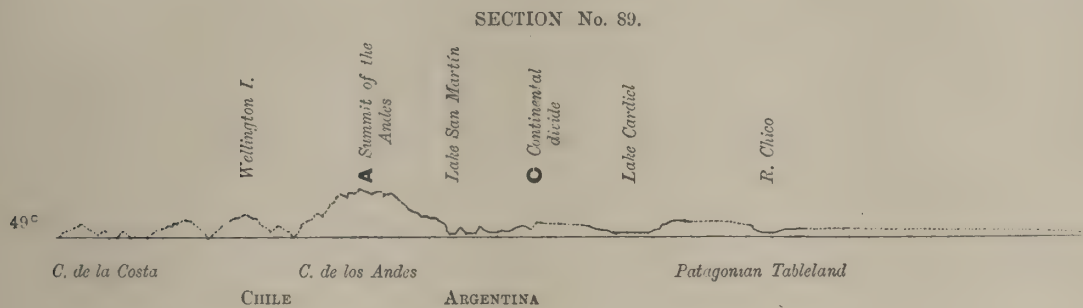 SECTION No. 89.
Wellington I.
A Summit of the
Andes
Lake San Martín
C Continental
divide
Lake Cardiel
R. Chico
49°
C. de la Costa
C. de los Andes
Patagonian Tableland
CHILE
ARGENTINA